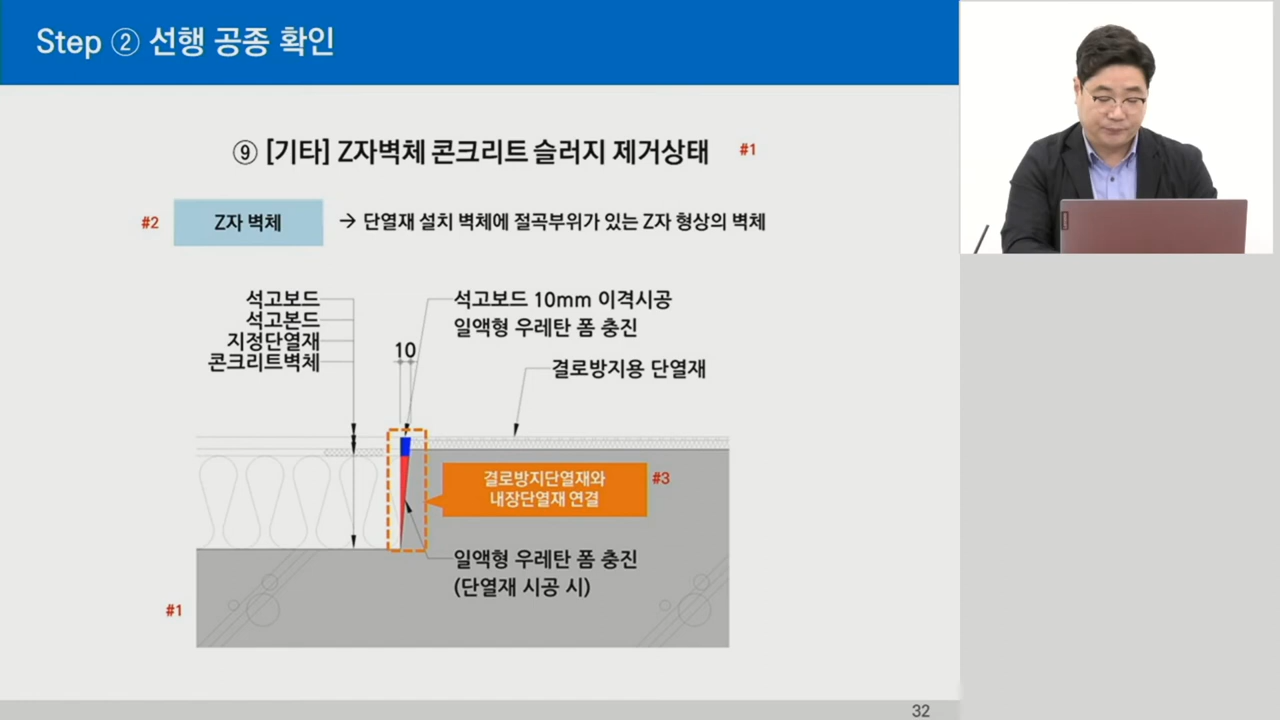 Step ② 선행 공종 확인
⑨ [기타] Z자벽체 콘크리트 슬러지 제거상태 #1
#2 Z자 벽체 → 단열재 설치 벽체에 절곡부위가 있는 Z자 형상의 벽체
석고보드
석고본드
지정단열재
콘크리트벽체
석고보드 10mm 이격시공
일액형 우레탄 폼 충진
10
결로방지용 단열재
결로방지단열재와
내장단열재 연결
#3
일액형 우레탄 폼 충진
(단열재 시공 시)
#1
32